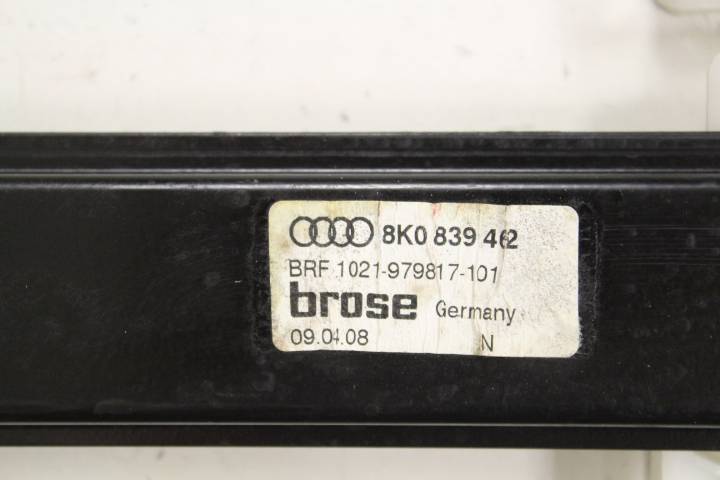 8K0 839 462
BRF 1021-979817-101
brose Germany
09.04.08 N